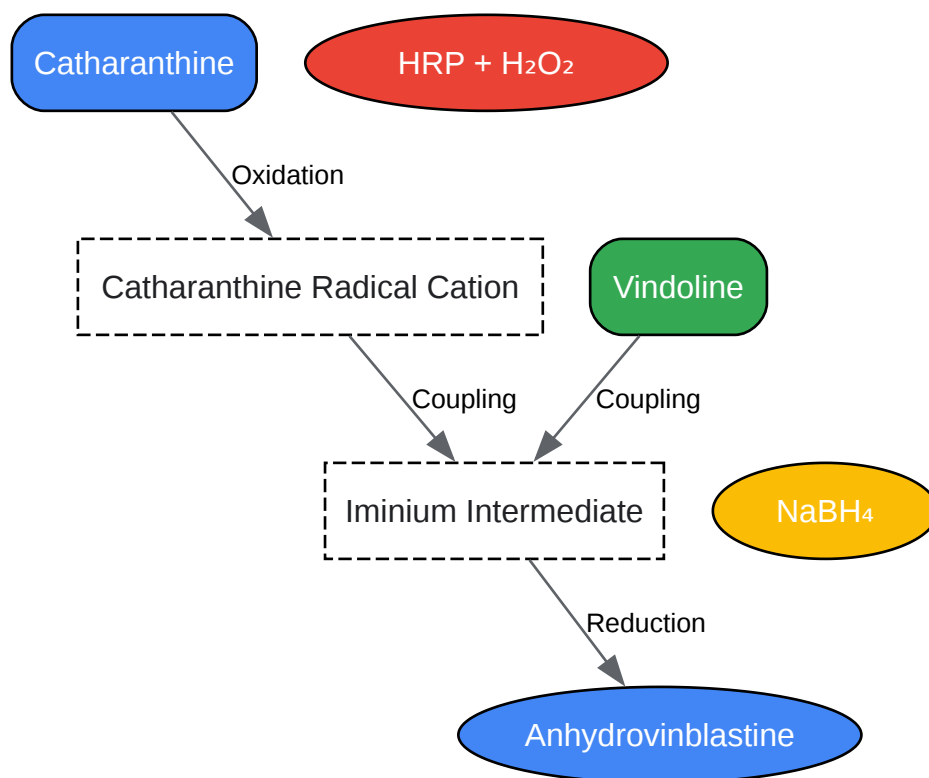 Catharanthine
HRP + H₂O₂
Oxidation
Catharanthine Radical Cation
Vindoline
Coupling
Coupling
Iminium Intermediate
NaBH₄
Reduction
Anhydrovinblastine